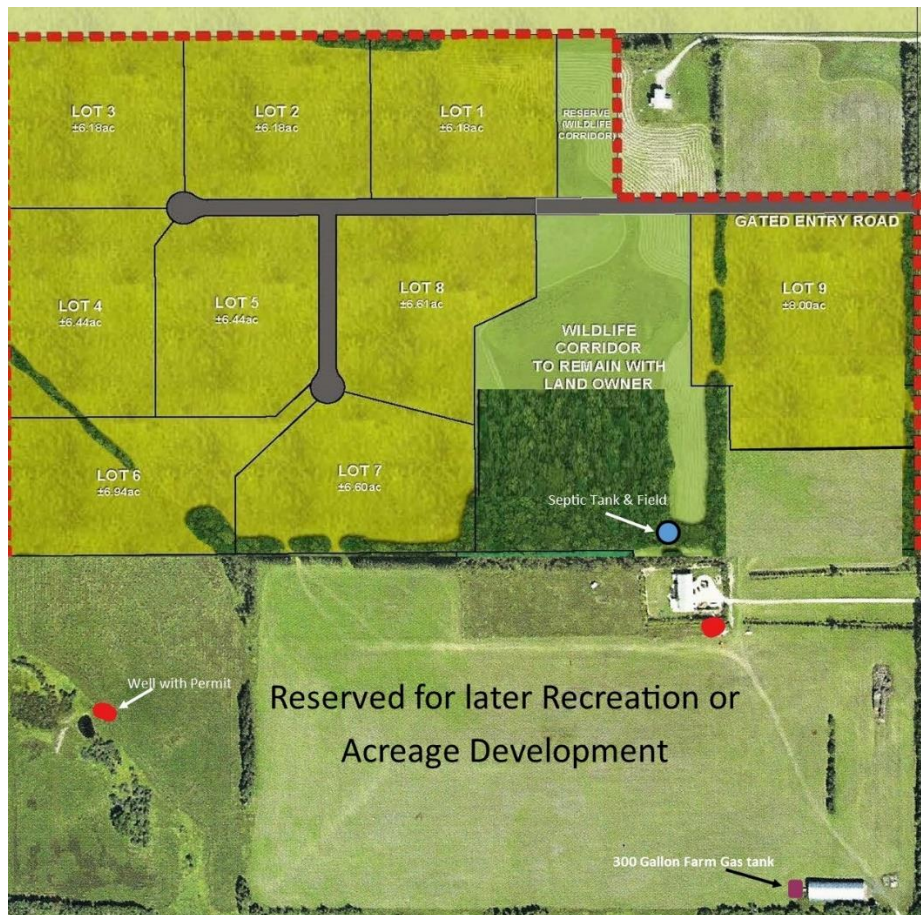 LOT 3
±6.18ac
LOT 2
±6.18ac
LOT 1
±6.18ac
RESERVE
(WILDLIFE
CORRIDOR)
GATED ENTRY ROAD
LOT 4
±6.44ac
LOT 5
±6.44ac
LOT 8
±6.61ac
LOT 9
±9.00ac
WILDLIFE
CORRIDOR
TO REMAIN WITH
LAND OWNER
LOT 6
±6.94ac
LOT 7
±6.60ac
Septic Tank & Field
Well with Permit
Reserved for later Recreation or
Acreage Development
300 Gallon Farm Gas tank